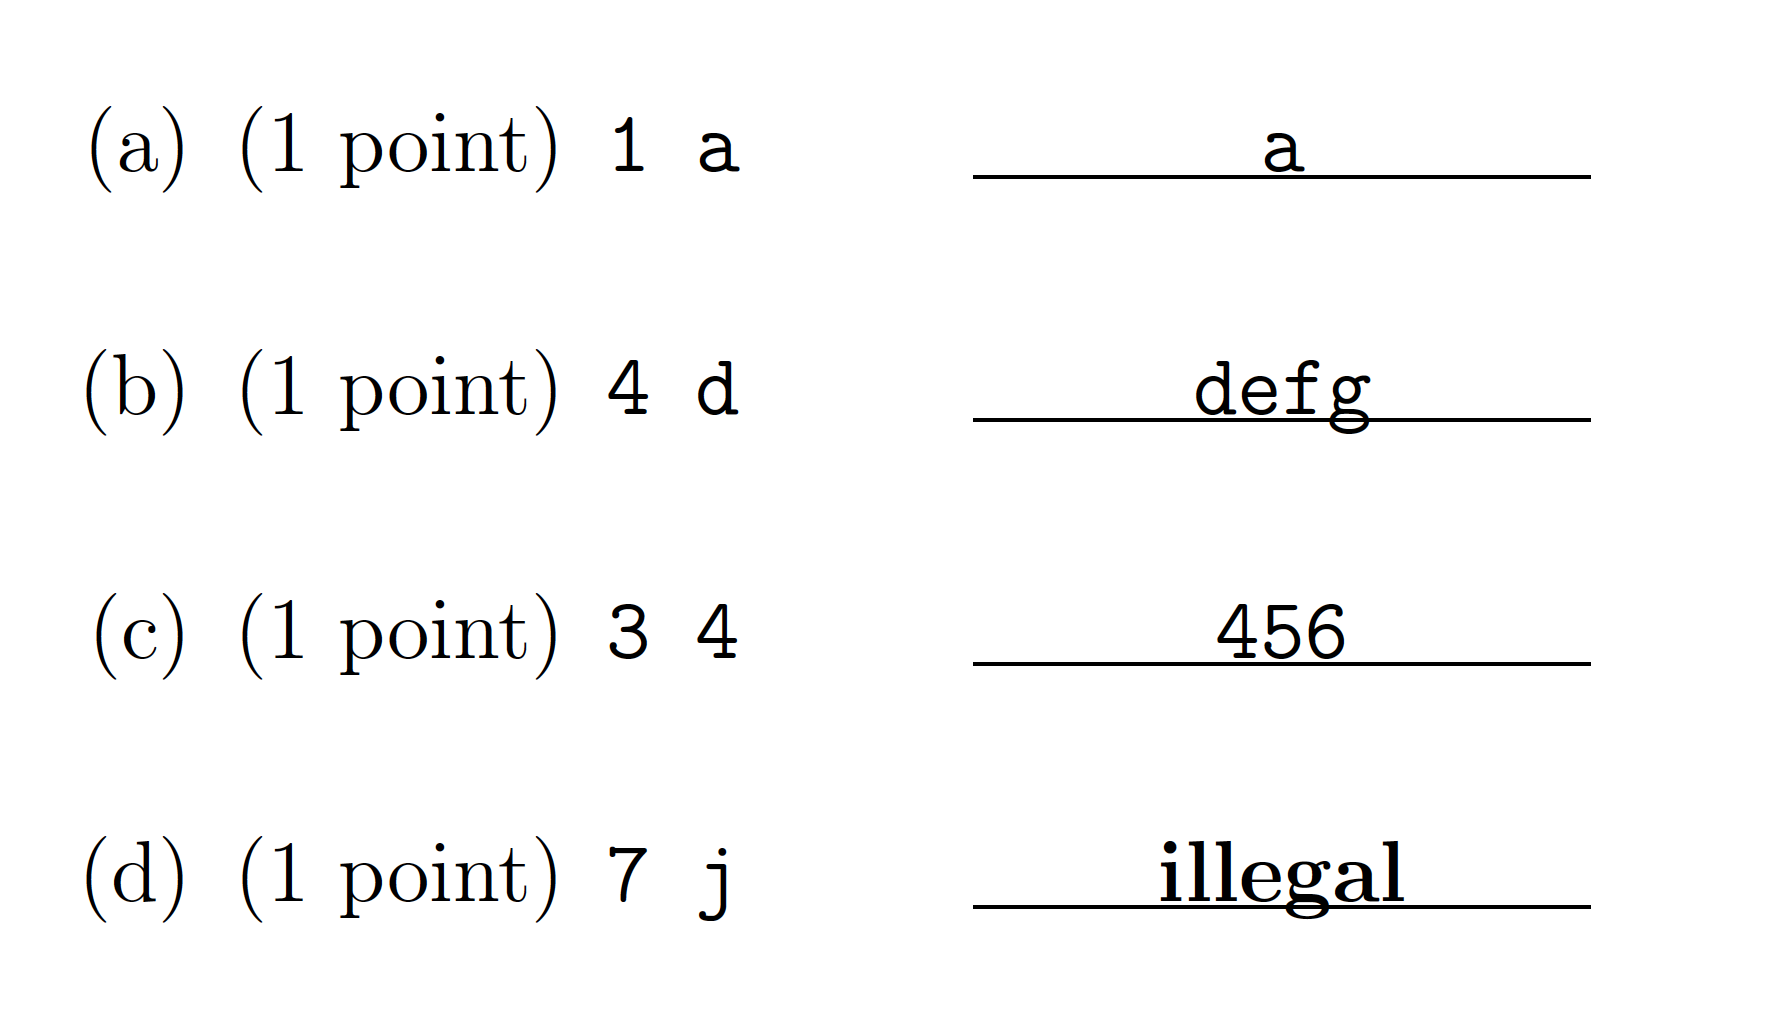 (a) (1 point) 1 a a
(b) (1 point) 4 d defg
(c) (1 point) 3 4 456
(d) (1 point) 7 j illegal